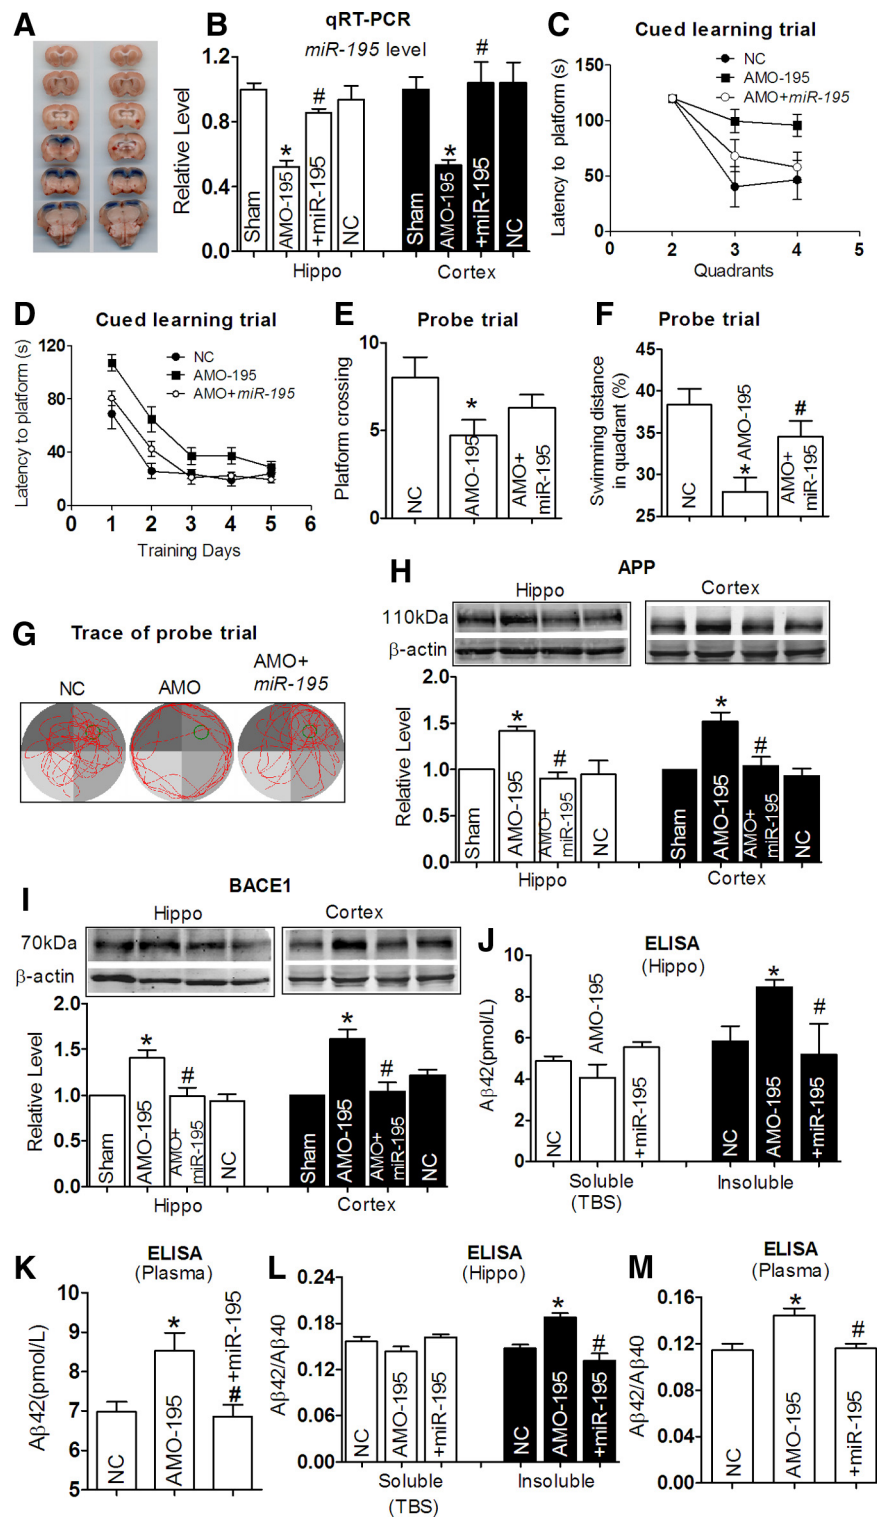 A
B
qRT-PCR
miR-195 level
Relative Level
1.2
0.8
0.4
0.0
#
#
*
*
Sham
AMO-195
+miR-195
NC
Sham
AMO-195
+miR-195
NC
Hippo
Cortex
C
Cued learning trial
NC
AMO-195
AMO+miR-195
Latency to platform (s)
150
100
50
0
0 1 2 3 4 5
Quadrants
D
Cued learning trial
NC
AMO-195
AMO+miR-195
Latency to platform (s)
120
80
40
0
0 1 2 3 4 5 6
Training Days
E
Probe trial
Platform crossing
10
5
0
*
NC
AMO-195
AMO+
miR-195
F
Probe trial
Swimming distance
in quadrant (%)
45
40
35
30
25
*
#
NC
AMO-195
AMO+
miR-195
G
Trace of probe trial
NC
AMO
AMO+
miR-195
H
APP
Hippo
Cortex
110kDa
β-actin
Relative Level
2.0
1.5
1.0
0.5
0.0
*
#
*
#
Sham
AMO-195
AMO+
miR-195
NC
Sham
AMO-195
AMO+
miR-195
NC
Hippo
Cortex
I
BACE1
Hippo
Cortex
70kDa
β-actin
Relative Level
2.0
1.5
1.0
0.5
0.0
*
#
*
#
Sham
AMO-195
AMO+
miR-195
NC
Sham
AMO-195
AMO+
miR-195
NC
Hippo
Cortex
J
ELISA
(Hippo)
Aβ42(pmol/L)
10
8
6
4
2
0
*
#
NC
AMO-195
+miR-195
NC
AMO-195
+miR-195
Soluble
(TBS)
Insoluble
K
ELISA
(Plasma)
Aβ42(pmol/L)
10
9
8
7
6
5
*
#
NC
AMO-195
+miR-195
L
ELISA
(Hippo)
Aβ42/Aβ40
0.24
0.18
0.12
0.06
0.00
*
#
NC
AMO-195
+miR-195
NC
AMO-195
+miR-195
Soluble
(TBS)
Insoluble
M
ELISA
(Plasma)
Aβ42/Aβ40
0.16
0.12
0.08
0.04
0.00
*
#
NC
AMO-195
+miR-195